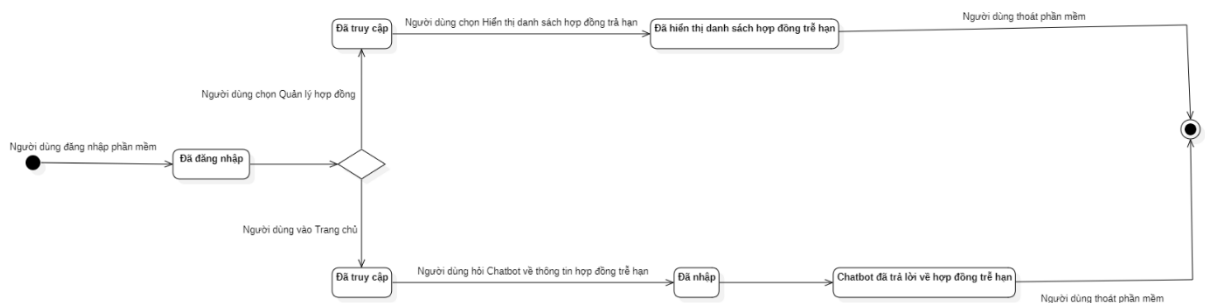 Người dùng thoát phần mềm
Người dùng chọn Hiển thị danh sách hợp đồng trả hạn
Đã truy cập
Đã hiển thị danh sách hợp đồng trễ hạn
Người dùng chọn Quản lý hợp đồng
Người dùng đăng nhập phần mềm
Đã đăng nhập
Người dùng vào Trang chủ
Người dùng hỏi Chatbot về thông tin hợp đồng trễ hạn
Đã truy cập
Đã nhập
Chatbot đã trả lời về hợp đồng trễ hạn
Người dùng thoát phần mềm